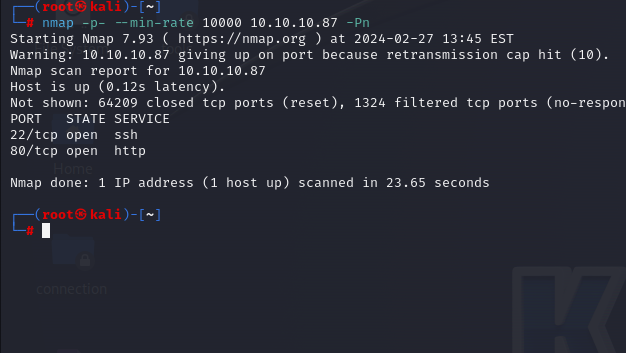 ┌──(root㉿kali)-[~]
└─# nmap -p- --min-rate 10000 10.10.10.87 -Pn
Starting Nmap 7.93 ( https://nmap.org ) at 2024-02-27 13:45 EST
Warning: 10.10.10.87 giving up on port because retransmission cap hit (10).
Nmap scan report for 10.10.10.87
Host is up (0.12s latency).
Not shown: 64209 closed tcp ports (reset), 1324 filtered tcp ports (no-respon
PORT   STATE SERVICE
22/tcp open  ssh
80/tcp open  http
Home
Nmap done: 1 IP address (1 host up) scanned in 23.65 seconds
┌──(root㉿kali)-[~]
└─#
connection